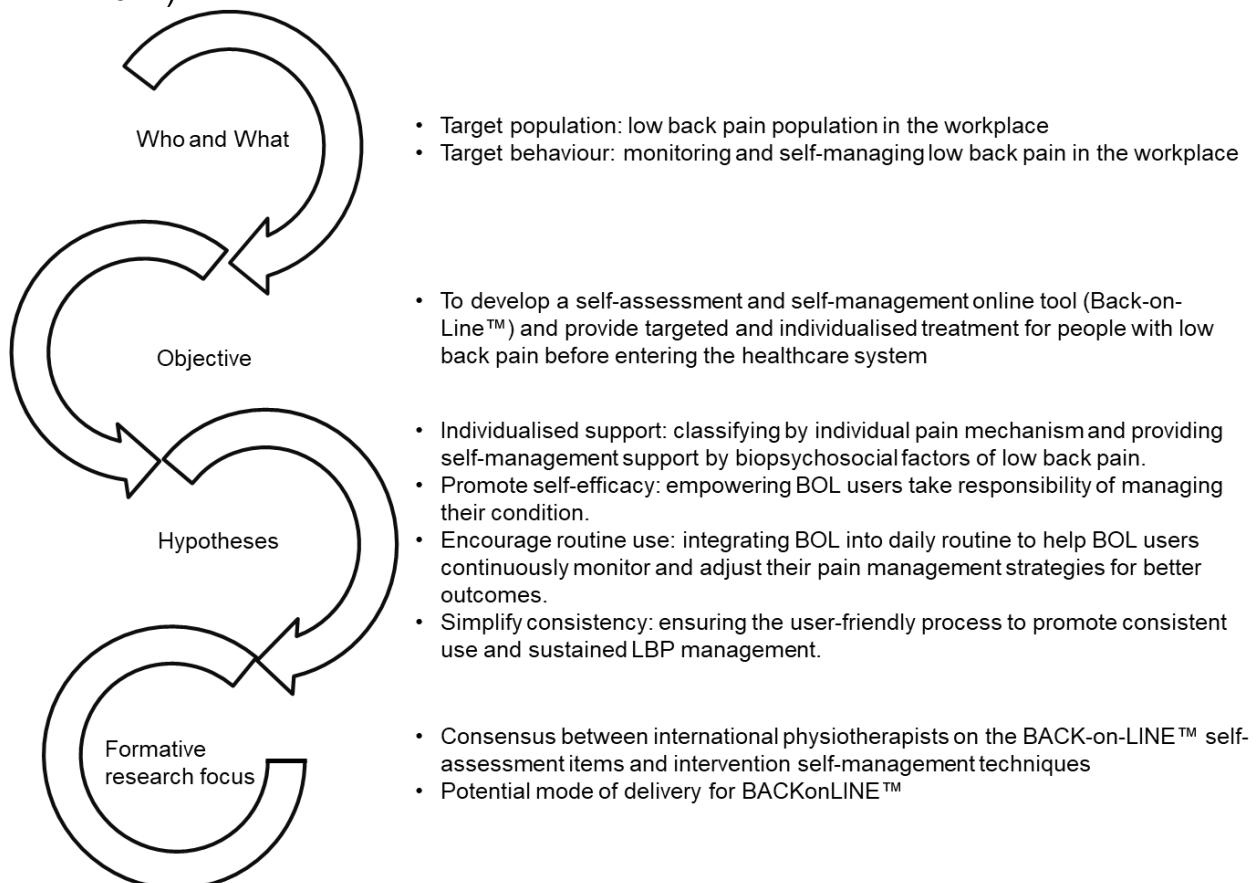 Who and What
• Target population: low back pain population in the workplace
• Target behaviour: monitoring and self-managing low back pain in the workplace
Objective
• To develop a self-assessment and self-management online tool (Back-on-
Line™) and provide targeted and individualised treatment for people with low
back pain before entering the healthcare system
Hypotheses
• Individualised support: classifying by individual pain mechanism and providing
self-management support by biopsychosocial factors of low back pain.
• Promote self-efficacy: empowering BOL users take responsibility of managing
their condition.
• Encourage routine use: integrating BOL into daily routine to help BOL users
continuously monitor and adjust their pain management strategies for better
outcomes.
• Simplify consistency: ensuring the user-friendly process to promote consistent
use and sustained LBP management.
Formative
research focus
• Consensus between international physiotherapists on the BACK-on-LINE™ self-
assessment items and intervention self-management techniques
• Potential mode of delivery for BACKonLINE™